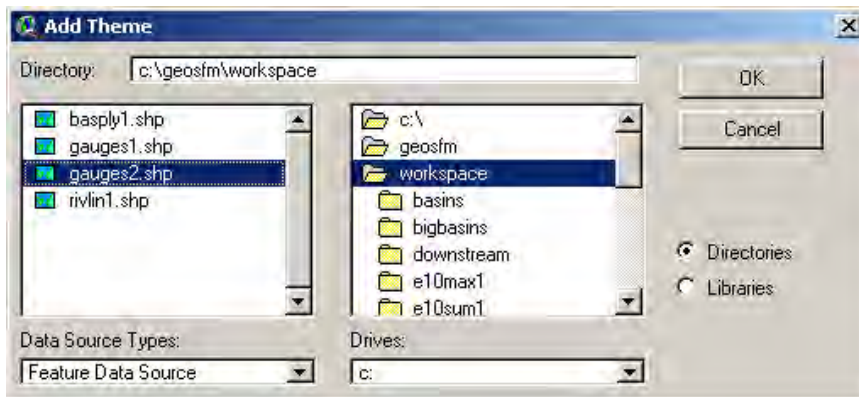 Add Theme
Directory: c:\geosfm\workspace
OK
Cancel
basply1.shp
gauges1.shp
gauges2.shp
rivlin1.shp
c:\
geosfm
workspace
basins
bigbasins
downstream
e10max1
e10sum1
Directories
Libraries
Data Source Types:
Feature Data Source
Drives:
c: